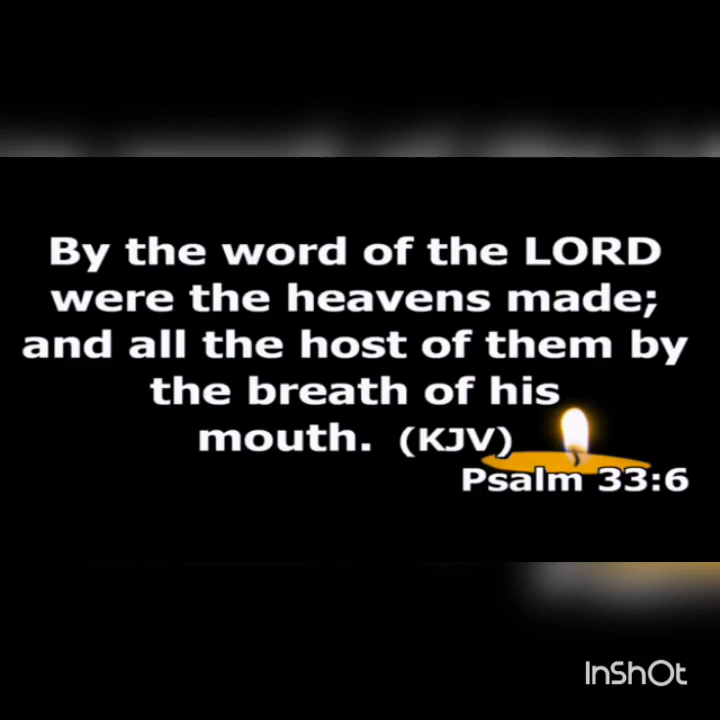 By the word of the LORD
were the heavens made;
and all the host of them by
the breath of his
mouth. (KJV)
Psalm 33:6
InShOt